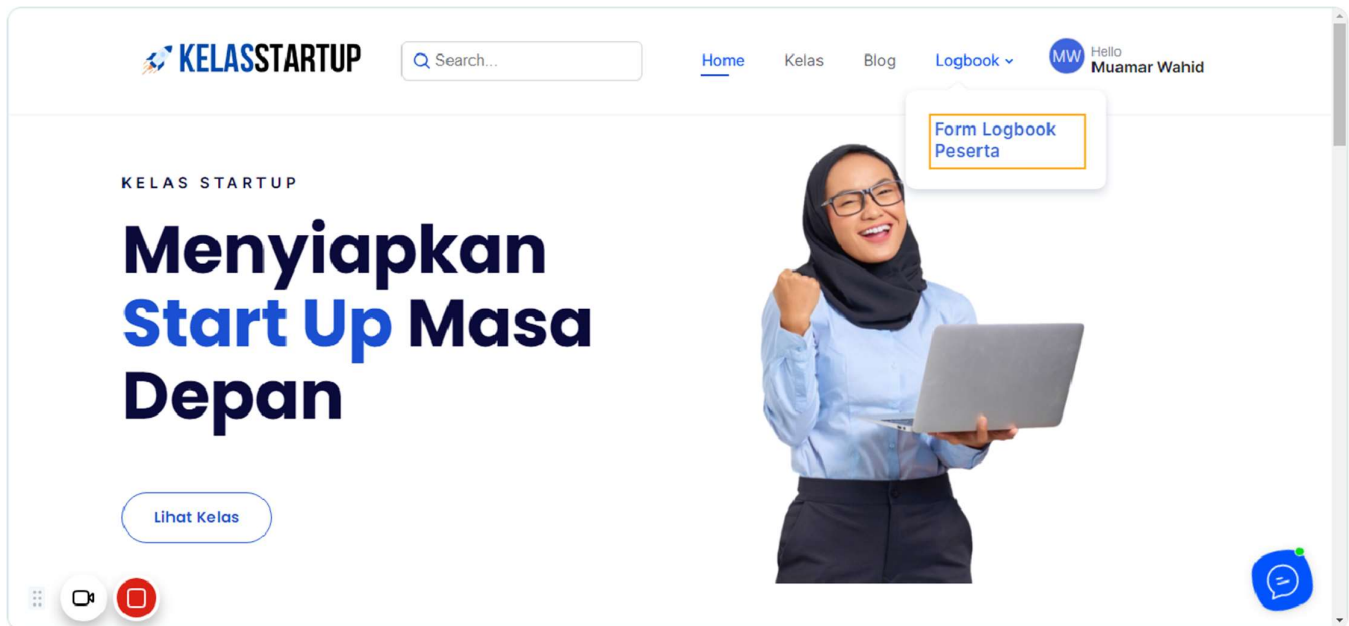 KELASSTARTUP
Search...
Home
Kelas
Blog
Logbook
MW
Hello
Muamar Wahid
Form Logbook
Peserta
KELAS STARTUP
Menyiapkan
Start Up Masa
Depan
Lihat Kelas